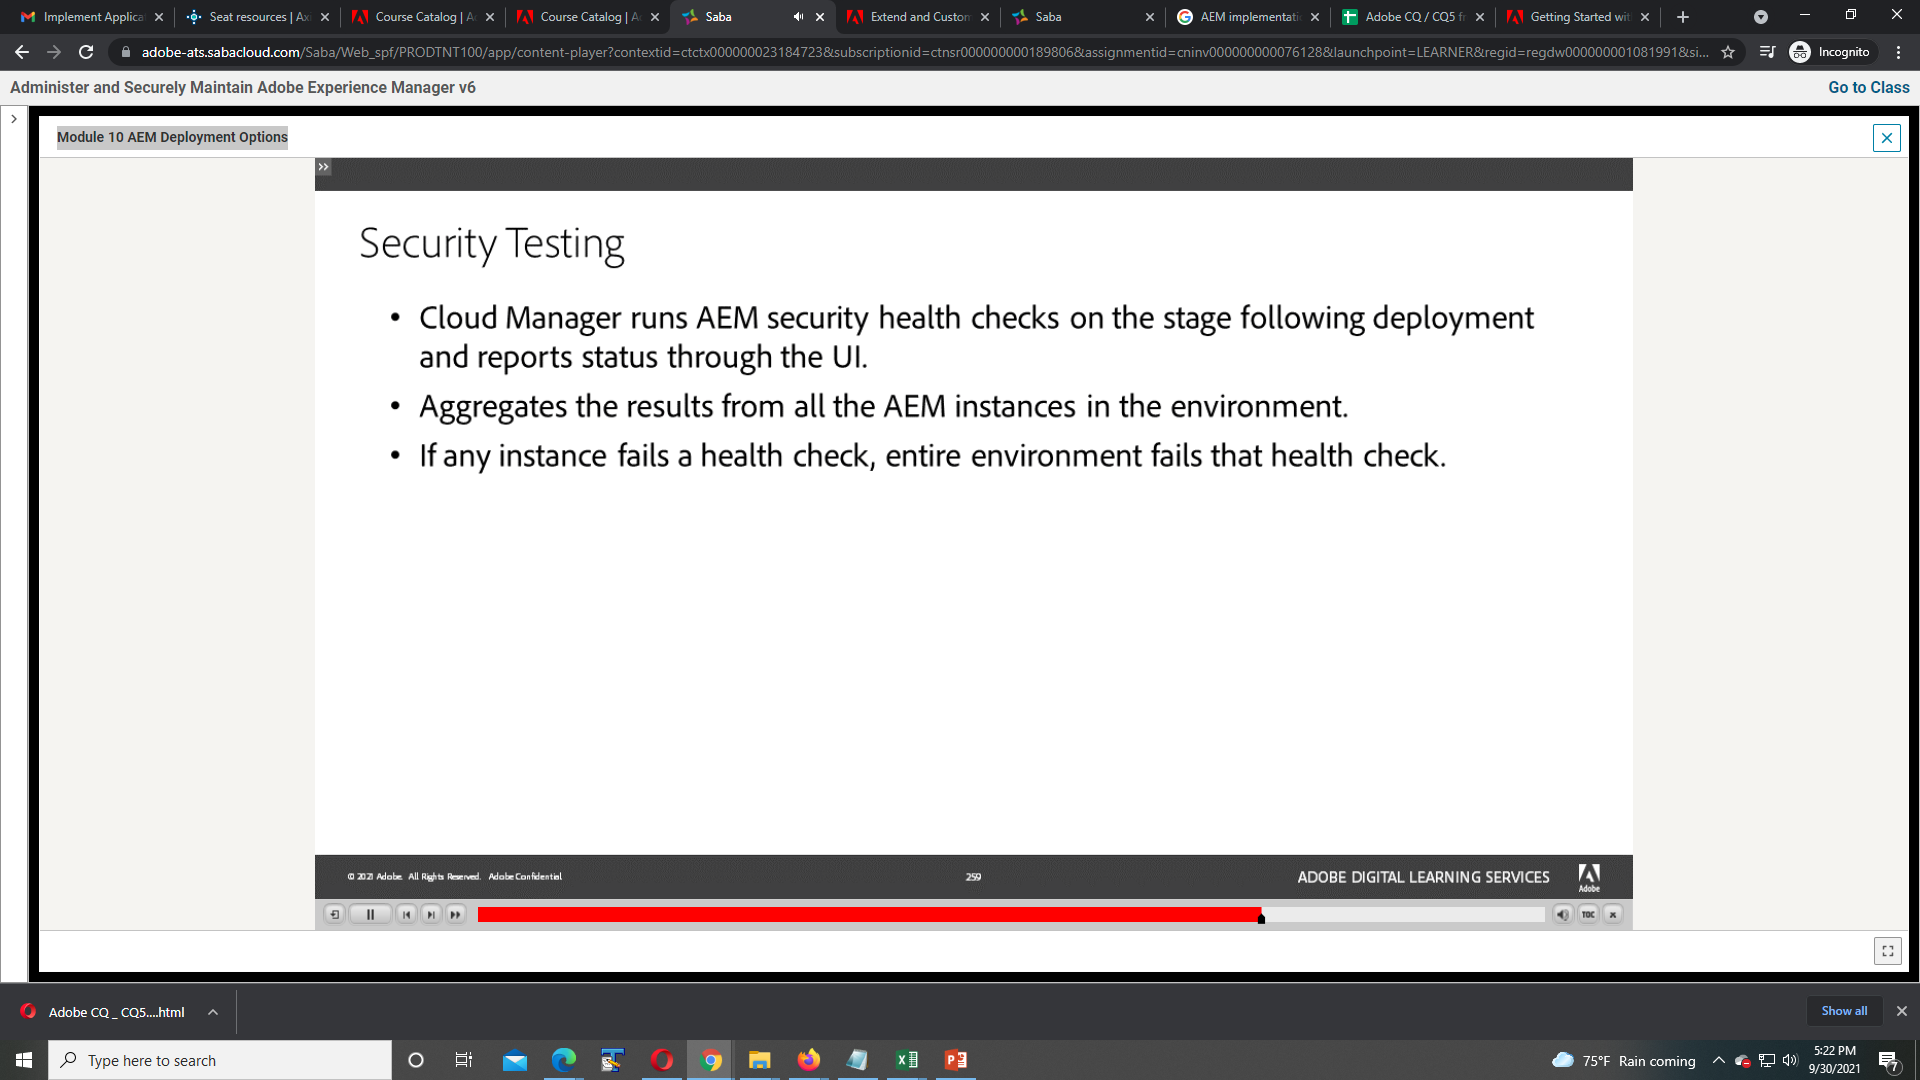 Implement Applica
Seat resources | Ax
Course Catalog | A
Course Catalog | A
Saba
Extend and Custom
Saba
AEM implementati
Adobe CQ / CQ5 fr
Getting Started wit
adobe-ats.sabacloud.com/Saba/Web_spf/PRODTNT100/app/content-player?contextid=ctctx000000023184723&subscriptionid=ctnsr000000000189806&assignmentid=cninv000000000076128&launchpoint=LEARNER&regid=regdw000000001081991&si...
Incognito
Administer and Securely Maintain Adobe Experience Manager v6
Go to Class
Module 10 AEM Deployment Options
Security Testing
• Cloud Manager runs AEM security health checks on the stage following deployment
and reports status through the UI.
• Aggregates the results from all the AEM instances in the environment.
• If any instance fails a health check, entire environment fails that health check.
© 2021 Adobe. All Rights Reserved. Adobe Confidential
259
ADOBE DIGITAL LEARNING SERVICES
Adobe
TOC
Adobe CQ _ CQ5....html
Show all
Type here to search
75°F Rain coming
5:22 PM
9/30/2021
7